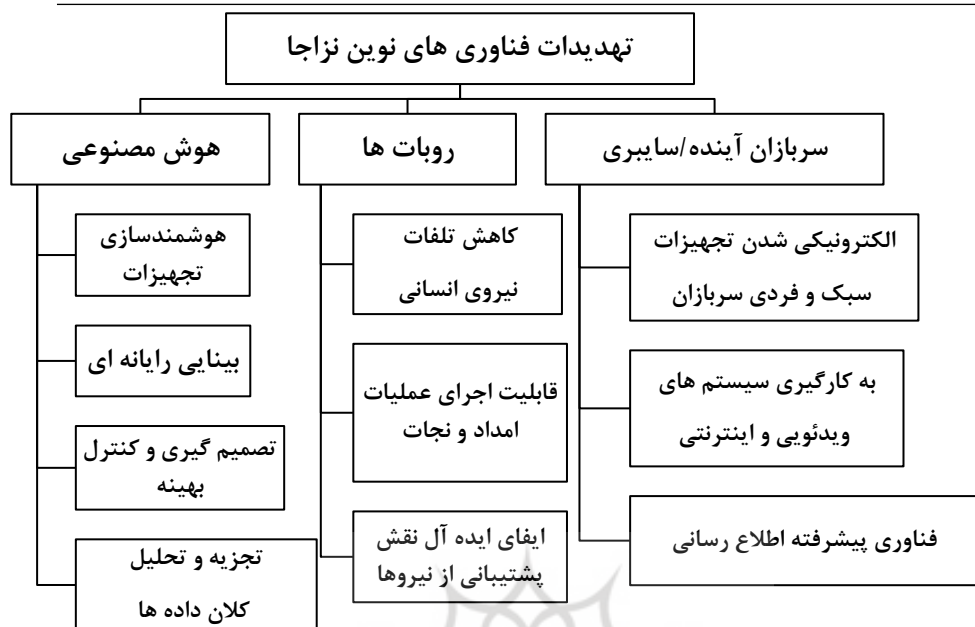 تهدیدات فناوری های نوین نزاجا
سربازان آینده/سایبری
الکترونیکی شدن تجهیزات
سبک و فردی سربازان
به کارگیری سیستم های
ویدئویی و اینترنتی
فناوری پیشرفته اطلاع رسانی
روبات ها
کاهش تلفات
نیروی انسانی
قابلیت اجرای عملیات
امداد و نجات
ایفای ایده آل نقش
پشتیبانی از نیروها
هوش مصنوعی
هوشمندسازی
تجهیزات
بینایی رایانه ای
تصمیم گیری و کنترل
بهینه
تجزیه و تحلیل
کلان داده ها